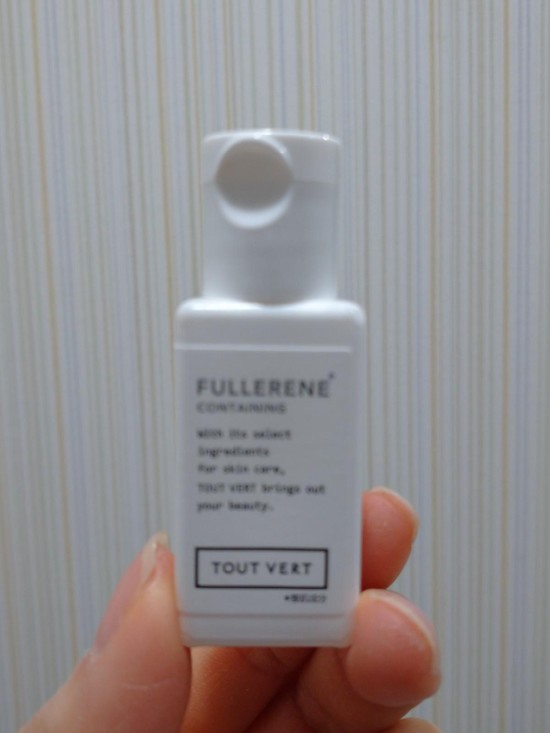 FULLERENE*
CONTAINING
With its select
ingredients
for skin care,
TOUT VERT brings out
your beauty.
TOUT VERT